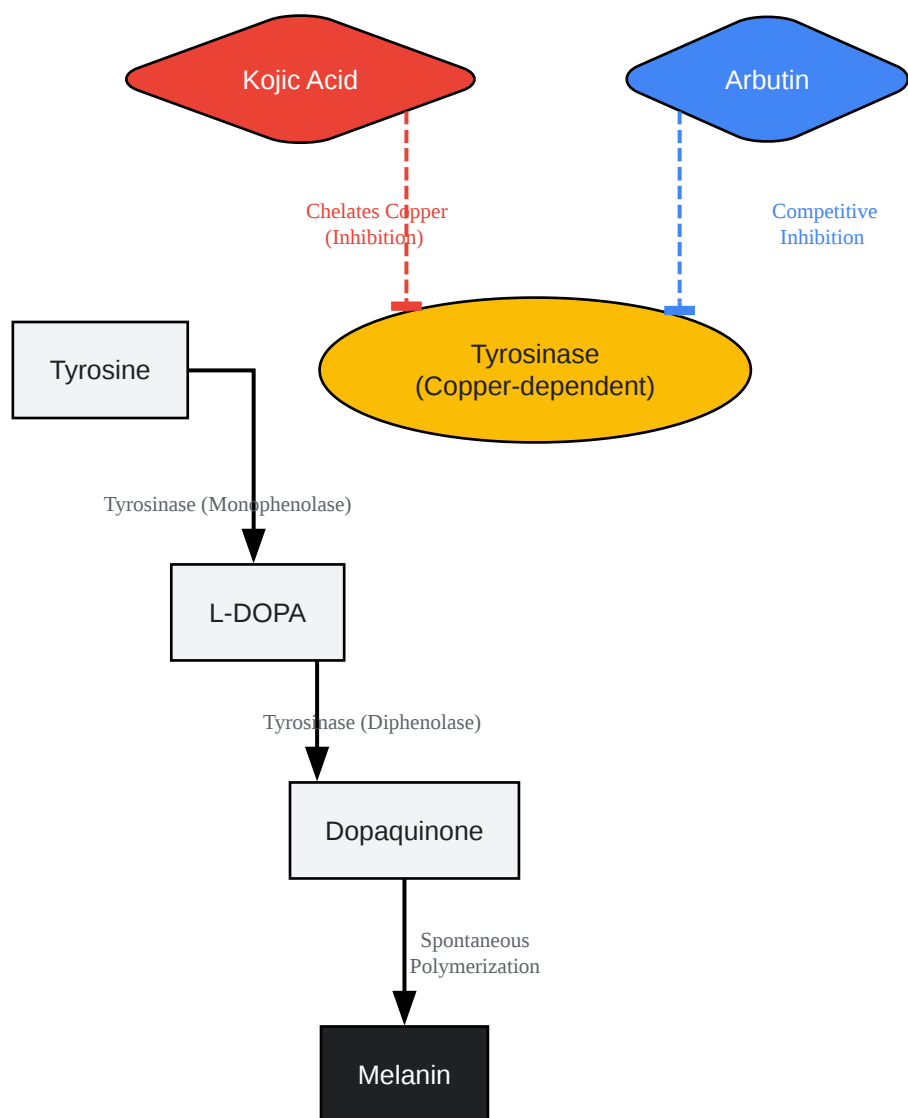 Kojic Acid
Arbutin
Chelates Copper
(Inhibition)
Competitive
Inhibition
Tyrosine
Tyrosinase
(Copper-dependent)
Tyrosinase (Monophenolase)
L-DOPA
Tyrosinase (Diphenolase)
Dopaquinone
Spontaneous
Polymerization
Melanin